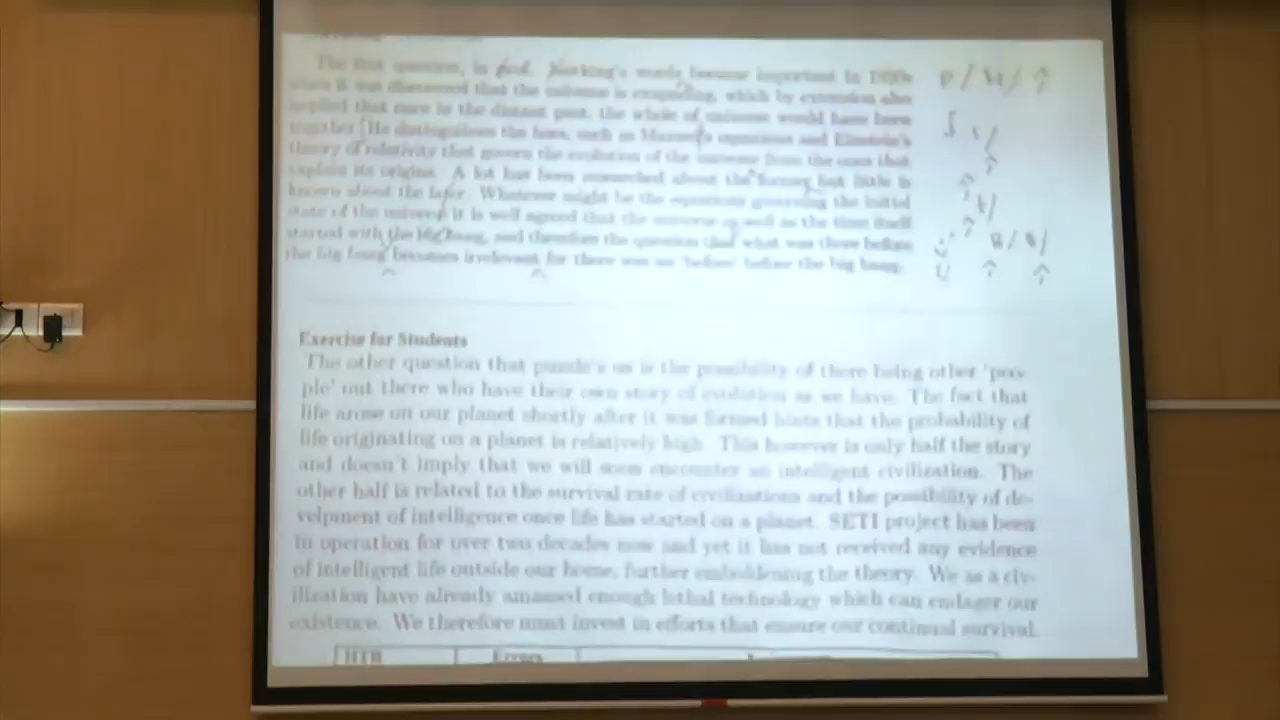 The first question, in Hawking's words became important in 1920s
when it was discovered that the universe is expanding, which by extension also
implied that once in the distant past, the whole of universe would have been
together. He distinguishes the laws, such as Maxwell's equations and Einstein's
theory of relativity that govern the evolution of the universe from the ones that
explain its origins. A lot has been researched about the former but little is
known about the later. Whatever might be the equations governing the initial
state of the universe it is well agreed that the universe as well as the time itself
started with the big bang, and therefore the question that what was there before
the big bang becomes irrelevant for there was no 'before' before the big bang.
Exercise for Students
The other question that puzzle's us is the possibility of there being other 'peo-
ple' out there who have their own story of evolution as we have. The fact that
life arose on our planet shortly after it was formed hints that the probability of
life originating on a planet is relatively high. This however is only half the story
and doesn't imply that we will soon encounter an intelligent civilization. The
other half is related to the survival rate of civilizations and the possibility of de-
velpment of intelligence once life has started on a planet. SETI project has been
in operation for over two decades now and yet it has not received any evidence
of intelligent life outside our home, further emboldening the theory. We as a civ-
ilization have already amassed enough lethal technology which can endager our
existence. We therefore must invest in efforts that ensure our continual survival.
Errors